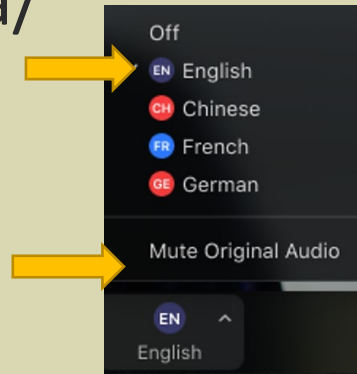 Off
EN English
CH Chinese
FR French
GE German
Mute Original Audio
EN
English